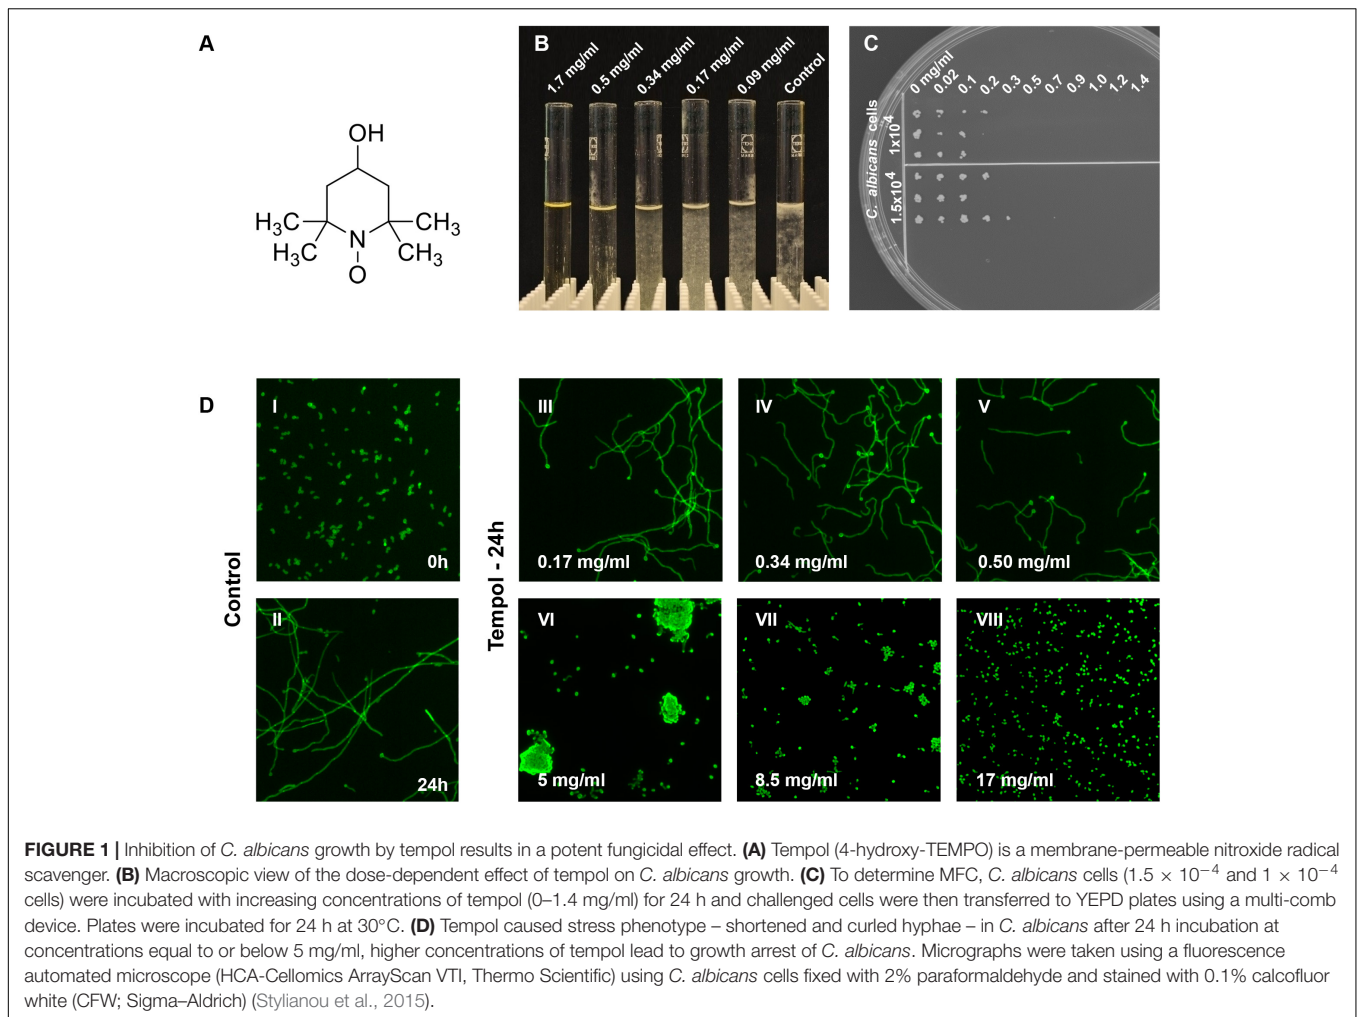 A
OH
H₃C
CH₃
H₃C
N
CH₃
O
B
1.7 mg/ml
0.5 mg/ml
0.34 mg/ml
0.17 mg/ml
0.09 mg/ml
Control
C
0 mg/ml
0.02
0.1
0.2
0.3
0.5
0.7
0.9
1.0
1.2
1.4
C. albicans cells
1x10⁴
1.5x10⁴
D
Control
I
0h
II
24h
Tempol - 24h
III
0.17 mg/ml
IV
0.34 mg/ml
V
0.50 mg/ml
VI
5 mg/ml
VII
8.5 mg/ml
VIII
17 mg/ml
FIGURE 1 | Inhibition of C. albicans growth by tempol results in a potent fungicidal effect. (A) Tempol (4-hydroxy-TEMPO) is a membrane-permeable nitroxide radical
scavenger. (B) Macroscopic view of the dose-dependent effect of tempol on C. albicans growth. (C) To determine MFC, C. albicans cells (1.5 × 10⁻⁴ and 1 × 10⁻⁴
cells) were incubated with increasing concentrations of tempol (0–1.4 mg/ml) for 24 h and challenged cells were then transferred to YEPD plates using a multi-comb
device. Plates were incubated for 24 h at 30°C. (D) Tempol caused stress phenotype – shortened and curled hyphae – in C. albicans after 24 h incubation at
concentrations equal to or below 5 mg/ml, higher concentrations of tempol lead to growth arrest of C. albicans. Micrographs were taken using a fluorescence
automated microscope (HCA-Cellomics ArrayScan VTI, Thermo Scientific) using C. albicans cells fixed with 2% paraformaldehyde and stained with 0.1% calcofluor
white (CFW; Sigma–Aldrich) (Stylianou et al., 2015).